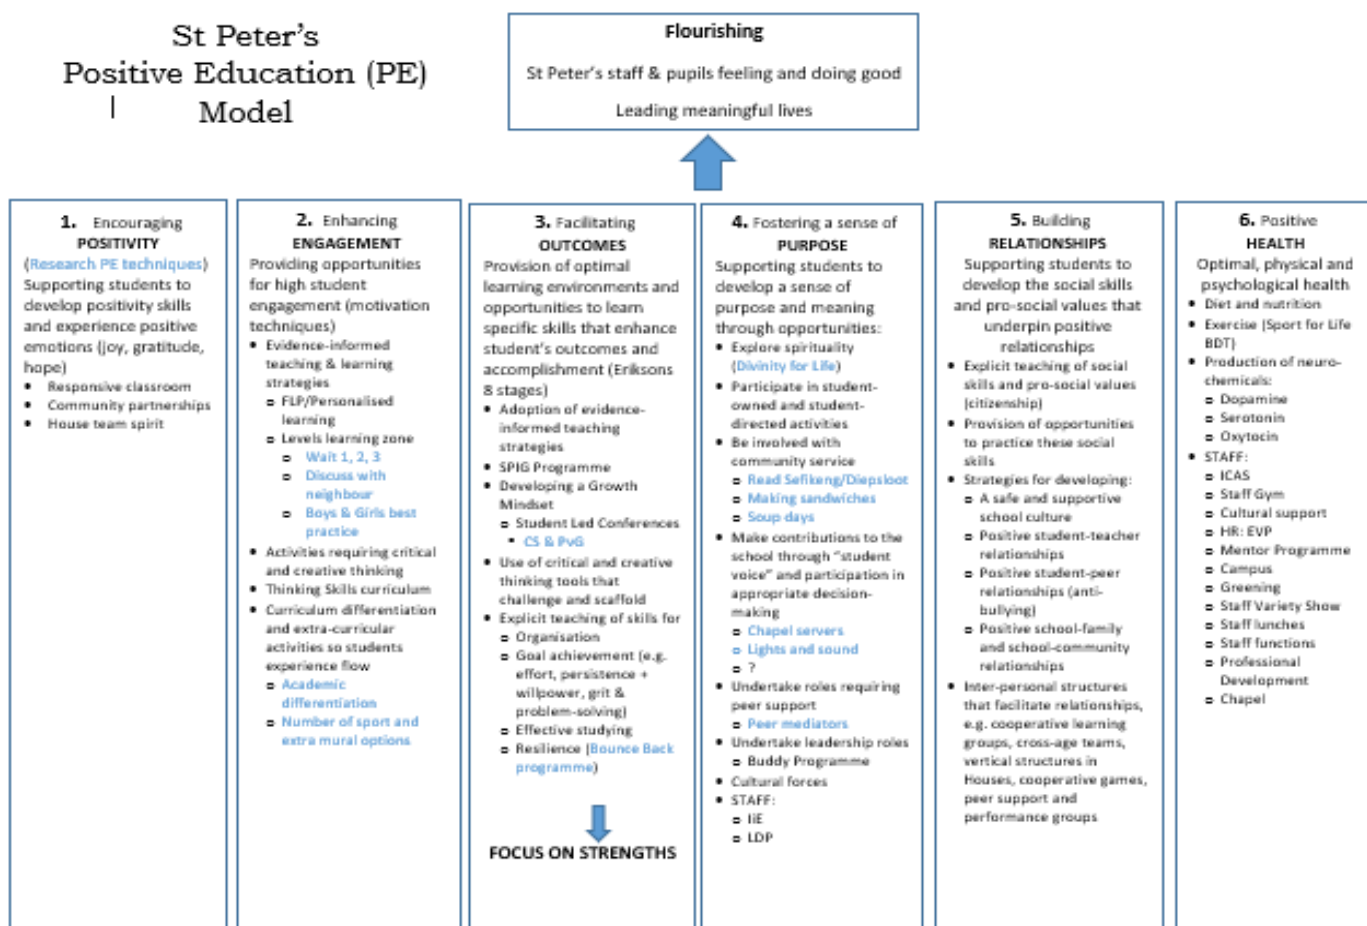 St Peter's
Positive Education (PE)
Model
Flourishing
St Peter's staff & pupils feeling and doing good
Leading meaningful lives
1. Encouraging
POSITIVITY
(Research PE techniques)
Supporting students to
develop positivity skills
and experience positive
emotions (joy, gratitude,
hope)
• Responsive classroom
• Community partnerships
• House team spirit
2. Enhancing
ENGAGEMENT
Providing opportunities
for high student
engagement (motivation
techniques)
• Evidence-informed
teaching & learning
strategies
o FLP/Personalised
learning
o Levels learning zone
o Wait 1, 2, 3
o Discuss with
neighbour
o Boys & Girls best
practice
• Activities requiring critical
and creative thinking
• Thinking Skills curriculum
• Curriculum differentiation
and extra-curricular
activities so students
experience flow
o Academic
differentiation
o Number of sport and
extra mural options
3. Facilitating
OUTCOMES
Provision of optimal
learning environments and
opportunities to learn
specific skills that enhance
student's outcomes and
accomplishment (Eriksons
8 stages)
• Adoption of evidence-
informed teaching
strategies
• SPIG Programme
• Developing a Growth
Mindset
o Student Led Conferences
▪ CS & PvG
• Use of critical and creative
thinking tools that
challenge and scaffold
• Explicit teaching of skills for
o Organisation
o Goal achievement (e.g.
effort, persistence +
willpower, grit &
problem-solving)
o Effective studying
o Resilience (Bounce Back
programme)
FOCUS ON STRENGTHS
4. Fostering a sense of
PURPOSE
Supporting students to
develop a sense of
purpose and meaning
through opportunities:
• Explore spirituality
(Divinity for Life)
• Participate in student-
owned and student-
directed activities
• Be involved with
community service
o Read Sefikeng/Diepsloot
o Making sandwiches
o Soup days
• Make contributions to the
school through "student
voice" and participation in
appropriate decision-
making
o Chapel servers
o Lights and sound
o ?
• Undertake roles requiring
peer support
o Peer mediators
• Undertake leadership roles
o Buddy Programme
• Cultural forces
• STAFF:
o IiE
o LDP
5. Building
RELATIONSHIPS
Supporting students to
develop the social skills
and pro-social values that
underpin positive
relationships
• Explicit teaching of social
skills and pro-social values
(citizenship)
• Provision of opportunities
to practice these social
skills
• Strategies for developing:
o A safe and supportive
school culture
o Positive student-teacher
relationships
o Positive student-peer
relationships (anti-
bullying)
o Positive school-family
and school-community
relationships
• Inter-personal structures
that facilitate relationships,
e.g. cooperative learning
groups, cross-age teams,
vertical structures in
Houses, cooperative games,
peer support and
performance groups
6. Positive
HEALTH
Optimal, physical and
psychological health
• Diet and nutrition
• Exercise (Sport for Life
BDT)
• Production of neuro-
chemicals:
o Dopamine
o Serotonin
o Oxytocin
• STAFF:
o ICAS
o Staff Gym
o Cultural support
o HR: EVP
o Mentor Programme
o Campus
o Greening
o Staff Variety Show
o Staff lunches
o Staff functions
o Professional
Development
o Chapel